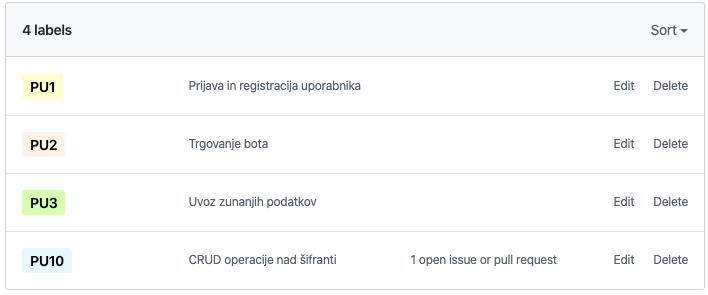 4 labels Sort
PU1 Prijava in registracija uporabnika Edit Delete
PU2 Trgovanje bota Edit Delete
PU3 Uvoz zunanjih podatkov Edit Delete
PU10 CRUD operacije nad šifranti 1 open issue or pull request Edit Delete